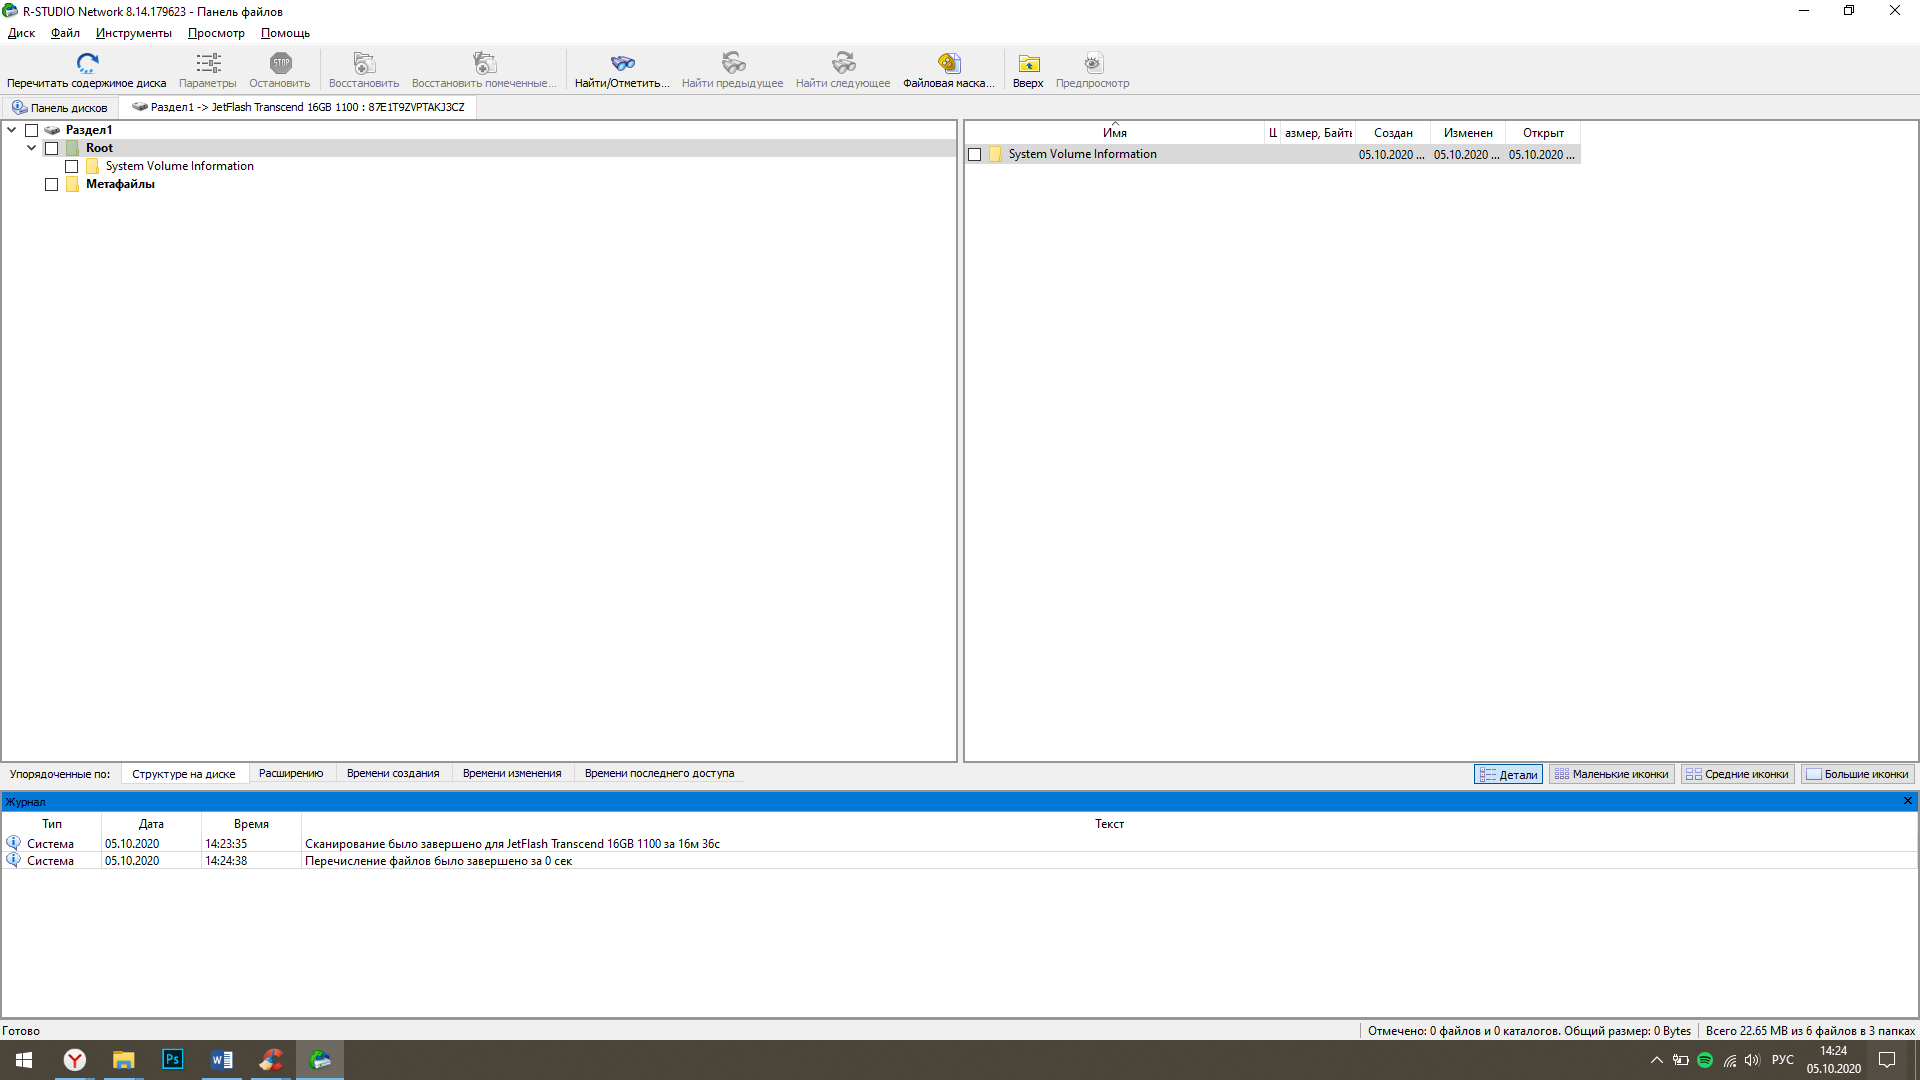 R-STUDIO Network 8.14.179623 - Панель файлов
Диск Файл Инструменты Просмотр Помощь
Перечитать содержимое диска Параметры Остановить Восстановить Восстановить помеченные... Найти/Отметить... Найти предыдущее Найти следующее Файловая маска... Вверх Предпросмотр
Панель дисков Раздел1 -> JetFlash Transcend 16GB 1100 : 87E1T9ZVPTAKJ3CZ
Раздел1
Root
System Volume Information
Метафайлы
Имя Ц азмер, Байть Создан Изменен Открыт
System Volume Information 05.10.2020 ... 05.10.2020 ... 05.10.2020 ...
Упорядоченные по: Структуре на диске Расширению Времени создания Времени изменения Времени последнего доступа
Детали Маленькие иконки Средние иконки Большие иконки
Журнал
Тип Дата Время Текст
Система 05.10.2020 14:23:35 Сканирование было завершено для JetFlash Transcend 16GB 1100 за 16м 36с
Система 05.10.2020 14:24:38 Перечисление файлов было завершено за 0 сек
Готово Отмечено: 0 файлов и 0 каталогов. Общий размер: 0 Bytes Всего 22.65 MB из 6 файлов в 3 папках
РУС 14:24
05.10.2020